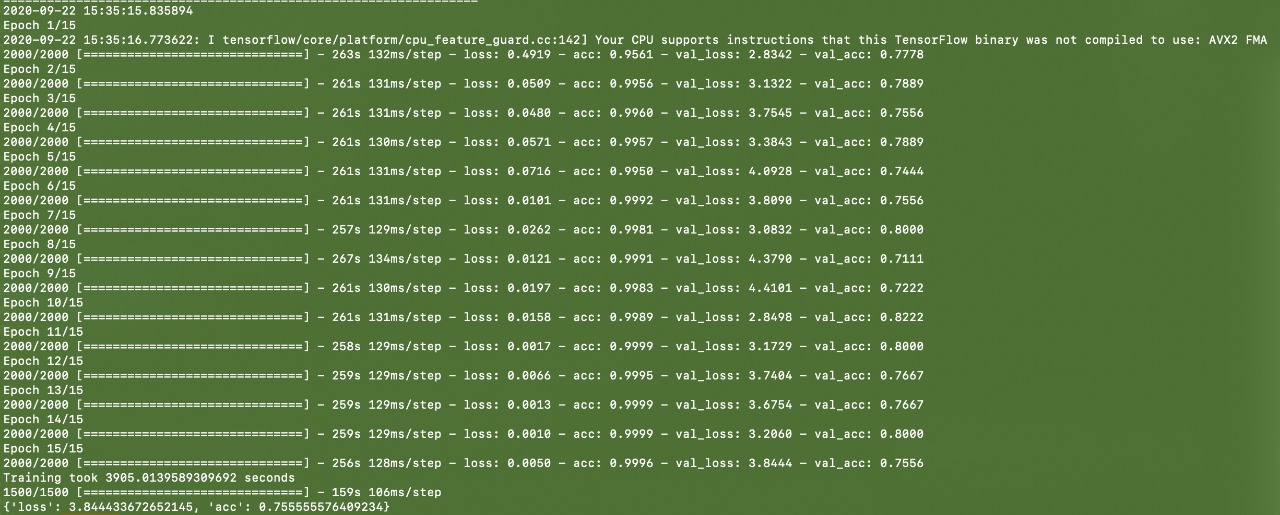 2020-09-22 15:35:15.835894
Epoch 1/15
2020-09-22 15:35:16.773622: I tensorflow/core/platform/cpu_feature_guard.cc:142] Your CPU supports instructions that this TensorFlow binary was not compiled to use: AVX2 FMA
2000/2000 [==============================] - 263s 132ms/step - loss: 0.4919 - acc: 0.9561 - val_loss: 2.8342 - val_acc: 0.7778
Epoch 2/15
2000/2000 [==============================] - 261s 131ms/step - loss: 0.0509 - acc: 0.9956 - val_loss: 3.1322 - val_acc: 0.7889
Epoch 3/15
2000/2000 [==============================] - 261s 131ms/step - loss: 0.0480 - acc: 0.9960 - val_loss: 3.7545 - val_acc: 0.7556
Epoch 4/15
2000/2000 [==============================] - 261s 130ms/step - loss: 0.0571 - acc: 0.9957 - val_loss: 3.3843 - val_acc: 0.7889
Epoch 5/15
2000/2000 [==============================] - 261s 131ms/step - loss: 0.0716 - acc: 0.9950 - val_loss: 4.0928 - val_acc: 0.7444
Epoch 6/15
2000/2000 [==============================] - 261s 131ms/step - loss: 0.0101 - acc: 0.9992 - val_loss: 3.8090 - val_acc: 0.7556
Epoch 7/15
2000/2000 [==============================] - 257s 129ms/step - loss: 0.0262 - acc: 0.9981 - val_loss: 3.0832 - val_acc: 0.8000
Epoch 8/15
2000/2000 [==============================] - 267s 134ms/step - loss: 0.0121 - acc: 0.9991 - val_loss: 4.3790 - val_acc: 0.7111
Epoch 9/15
2000/2000 [==============================] - 261s 130ms/step - loss: 0.0197 - acc: 0.9983 - val_loss: 4.4101 - val_acc: 0.7222
Epoch 10/15
2000/2000 [==============================] - 261s 131ms/step - loss: 0.0158 - acc: 0.9989 - val_loss: 2.8498 - val_acc: 0.8222
Epoch 11/15
2000/2000 [==============================] - 258s 129ms/step - loss: 0.0017 - acc: 0.9999 - val_loss: 3.1729 - val_acc: 0.8000
Epoch 12/15
2000/2000 [==============================] - 259s 129ms/step - loss: 0.0066 - acc: 0.9995 - val_loss: 3.7404 - val_acc: 0.7667
Epoch 13/15
2000/2000 [==============================] - 259s 129ms/step - loss: 0.0013 - acc: 0.9999 - val_loss: 3.6754 - val_acc: 0.7667
Epoch 14/15
2000/2000 [==============================] - 259s 129ms/step - loss: 0.0010 - acc: 0.9999 - val_loss: 3.2060 - val_acc: 0.8000
Epoch 15/15
2000/2000 [==============================] - 256s 128ms/step - loss: 0.0050 - acc: 0.9996 - val_loss: 3.8444 - val_acc: 0.7556
Training took 3905.0139589309692 seconds
1500/1500 [==============================] - 159s 106ms/step
{'loss': 3.844433672652145, 'acc': 0.755555576409234}